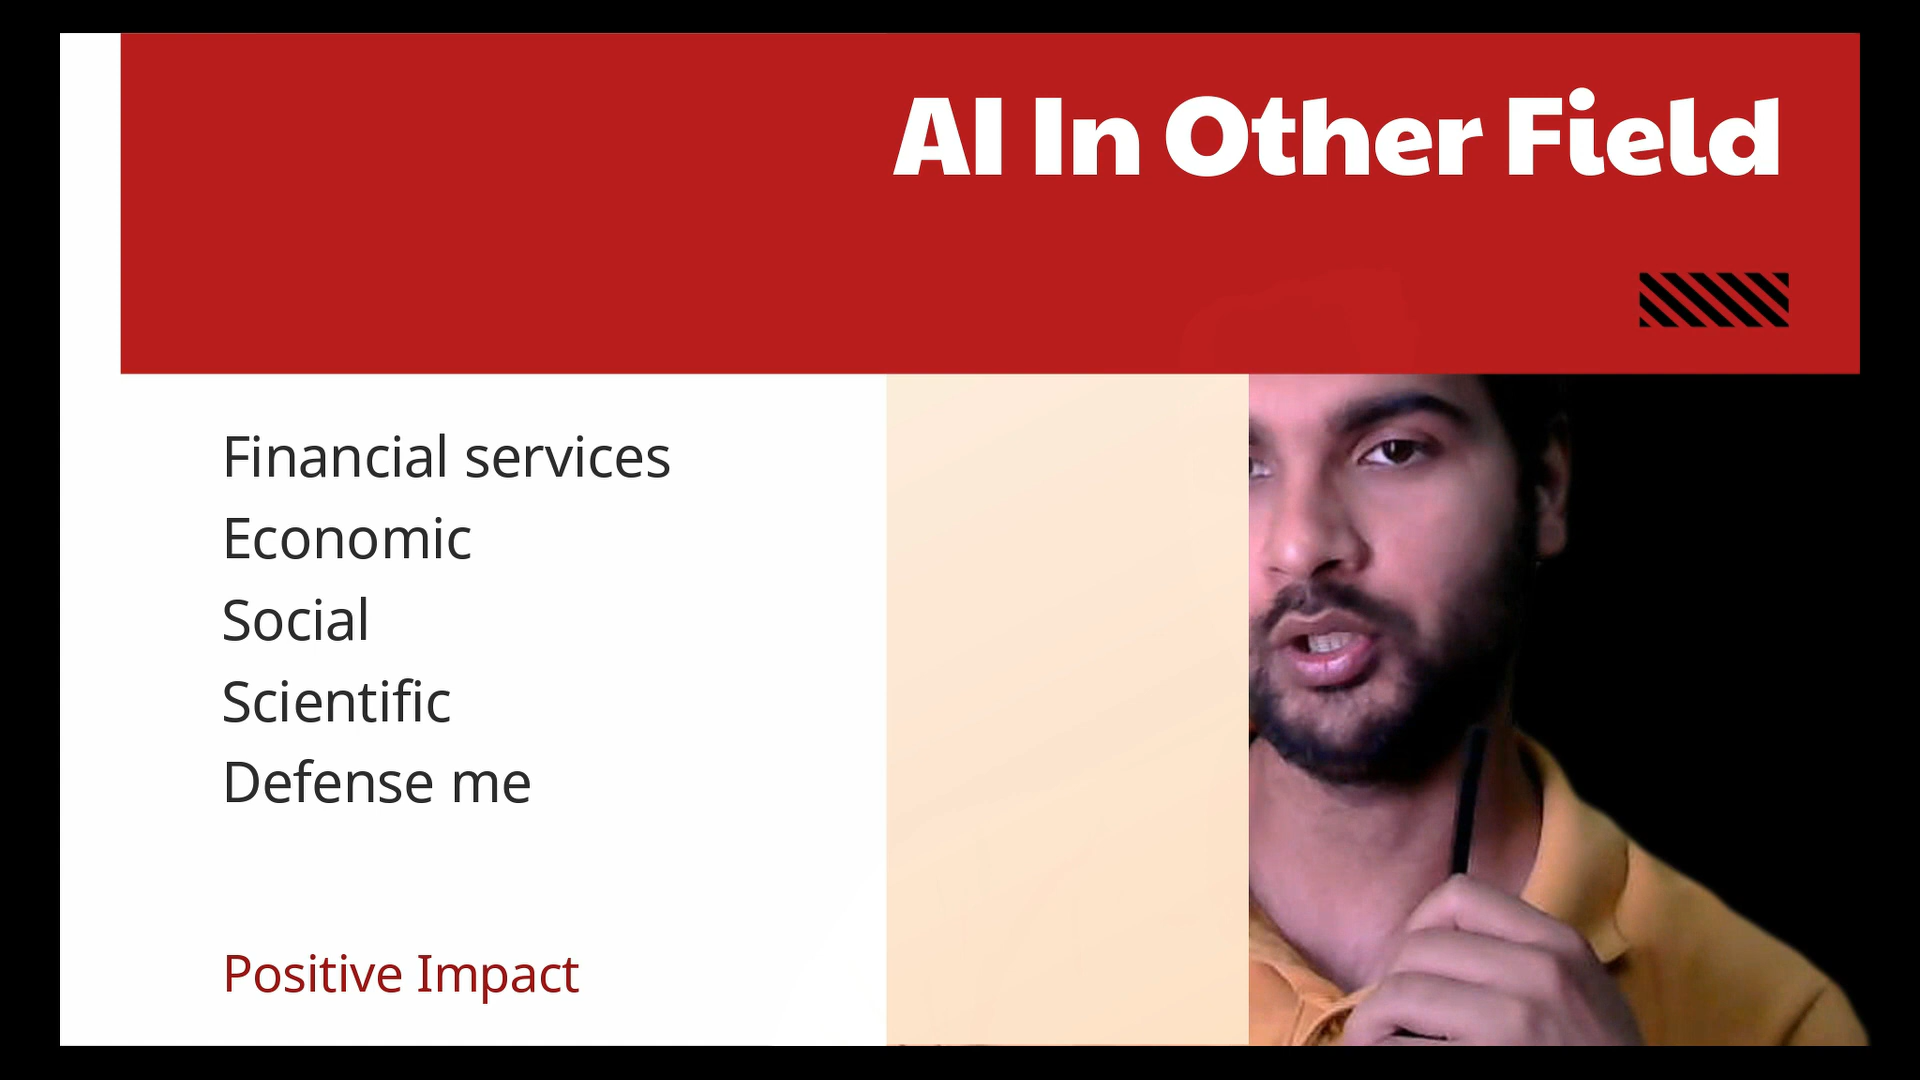 AI In Other Field
Financial services
Economic
Social
Scientific
Defense me
Positive Impact